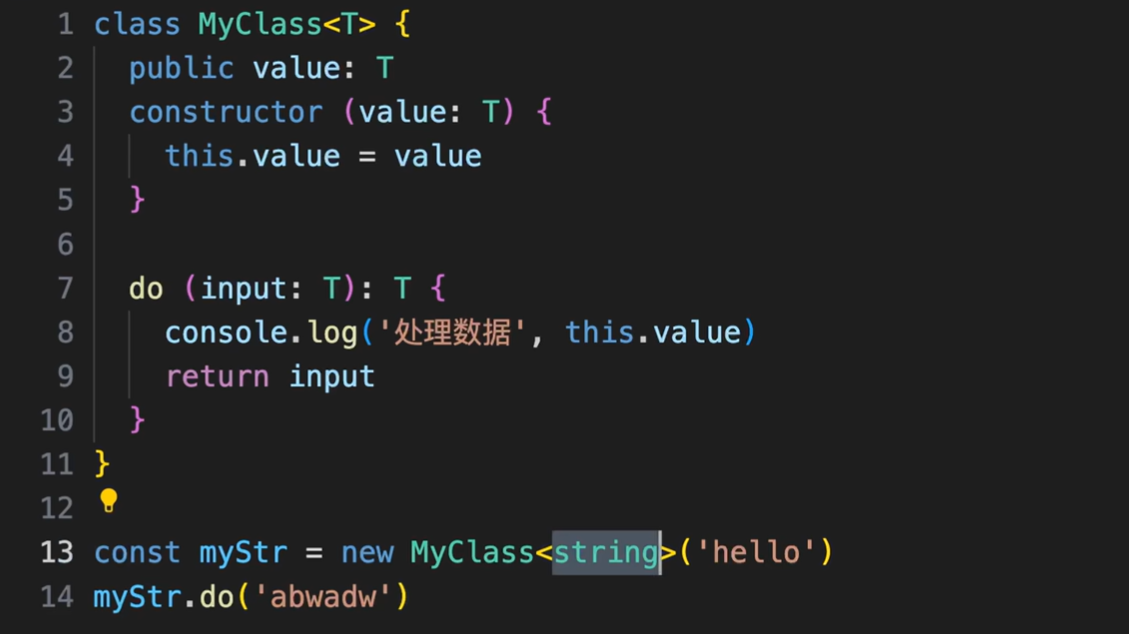 1 class MyClass<T> {
2 public value: T
3 constructor (value: T) {
4 this.value = value
5 }
6
7 do (input: T): T {
8 console.log('处理数据', this.value)
9 return input
10 }
11 }
12
13 const myStr = new MyClass<string>('hello')
14 myStr.do('abwadw')